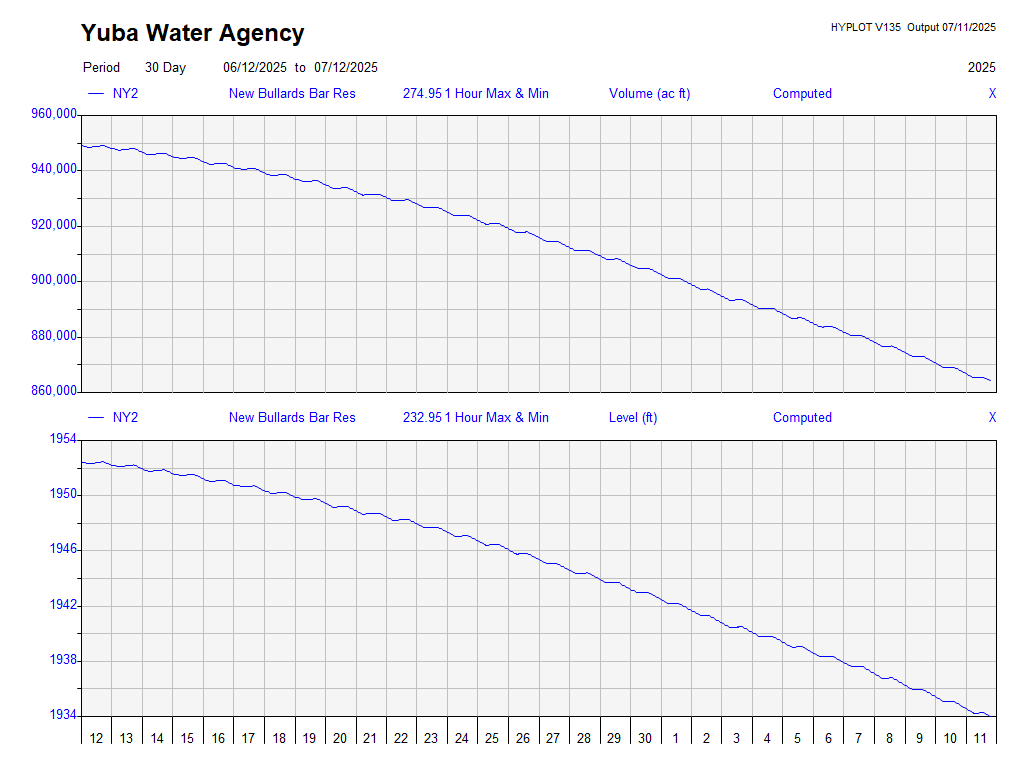 Yuba Water Agency
HYPLOT V135 Output 07/11/2025
Period 30 Day 06/12/2025 to 07/12/2025 2025
NY2 New Bullards Bar Res 274.95 1 Hour Max & Min Volume (ac ft) Computed X
960,000
940,000
920,000
900,000
880,000
860,000
NY2 New Bullards Bar Res 232.95 1 Hour Max & Min Level (ft) Computed X
1954
1950
1946
1942
1938
1934
12 13 14 15 16 17 18 19 20 21 22 23 24 25 26 27 28 29 30 1 2 3 4 5 6 7 8 9 10 11